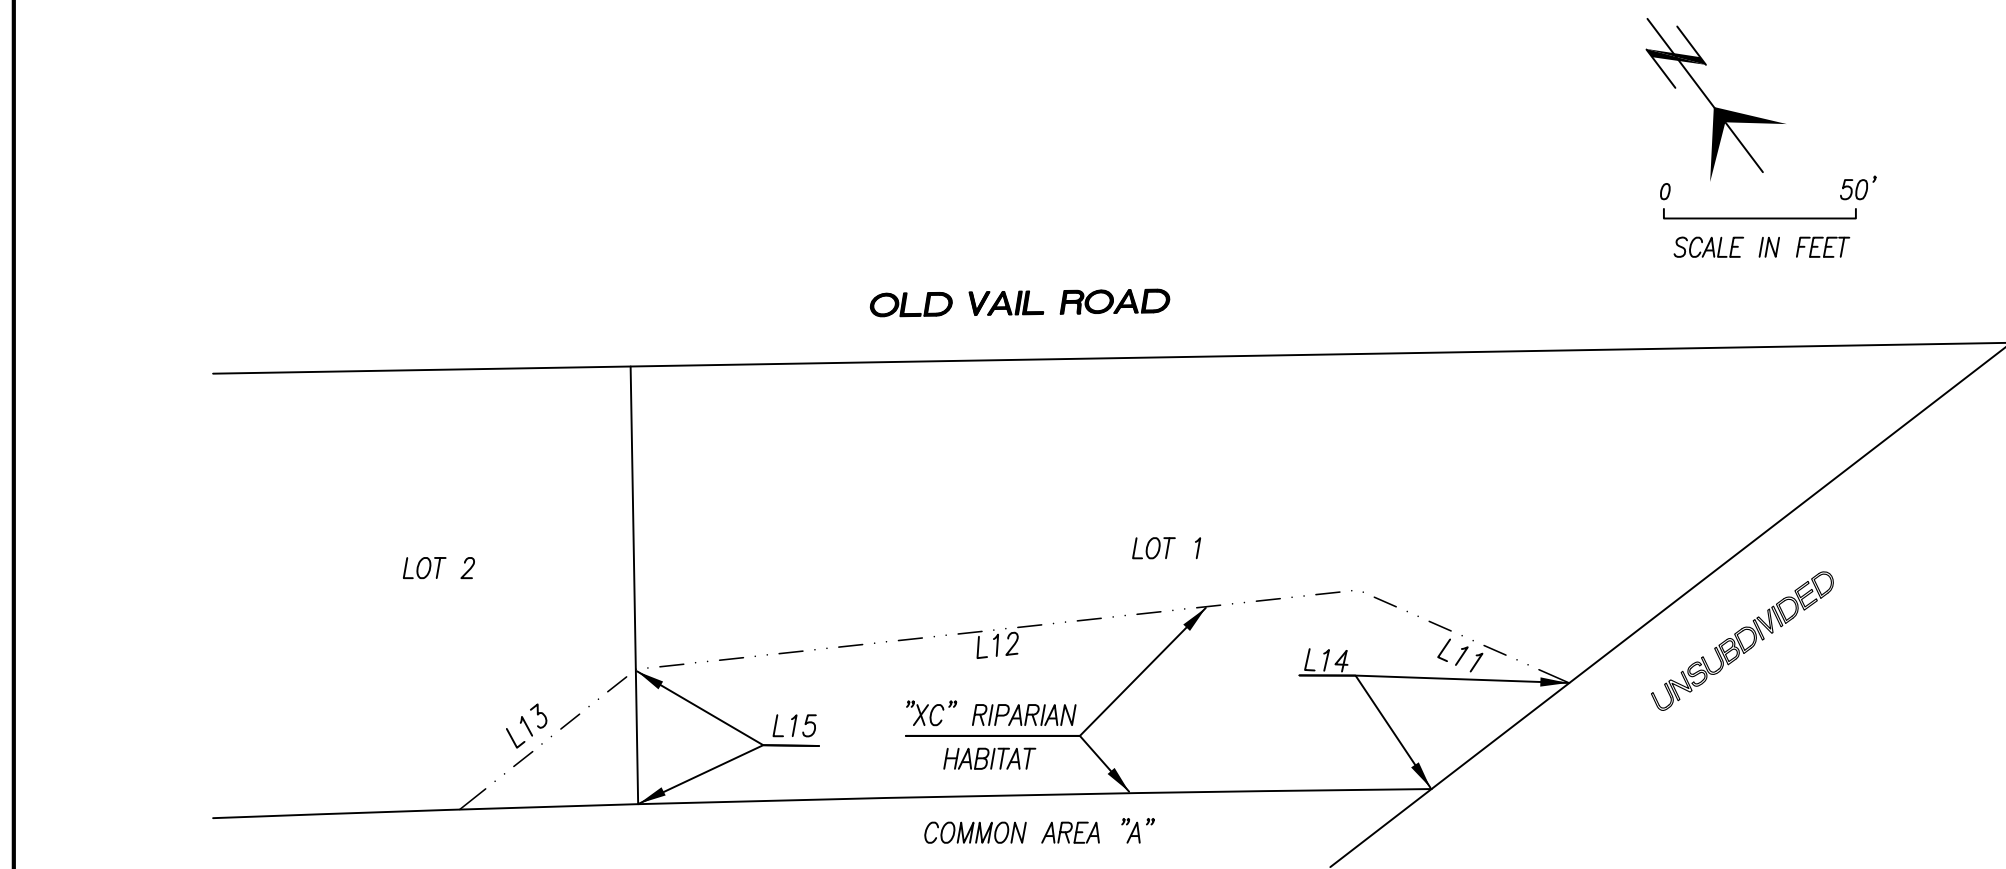 N
0 50'
SCALE IN FEET
OLD VAIL ROAD
LOT 1
LOT 2
UNSUBDIVIDED
L12
L11
L14
L13
L15
"XC" RIPARIAN
HABITAT
COMMON AREA "A"